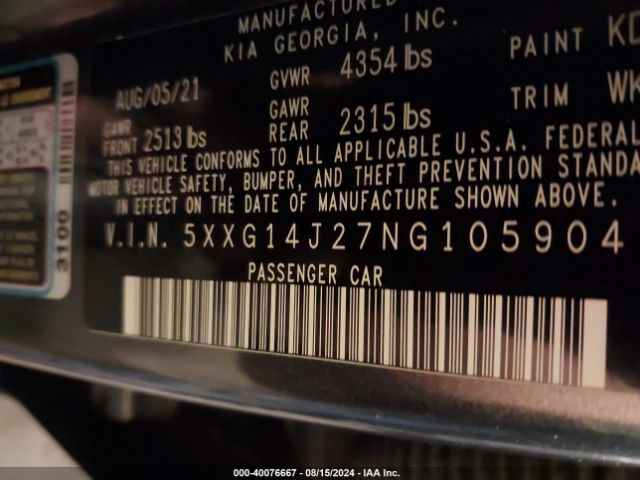 MANUFACTURED
KIA GEORGIA, INC.
AUG/05/21
GVWR 4354 lbs
PAINT KD
GAWR FRONT 2513 lbs
GAWR REAR 2315 lbs
TRIM WK
THIS VEHICLE CONFORMS TO ALL APPLICABLE U.S.A. FEDERAL
MOTOR VEHICLE SAFETY, BUMPER, AND THEFT PREVENTION STANDA
IN EFFECT ON THE DATE OF MANUFACTURE SHOWN ABOVE.
V.I.N. 5XXG14J27NG105904
PASSENGER CAR
3100
000-40076667 - 08/15/2024 - IAA Inc.